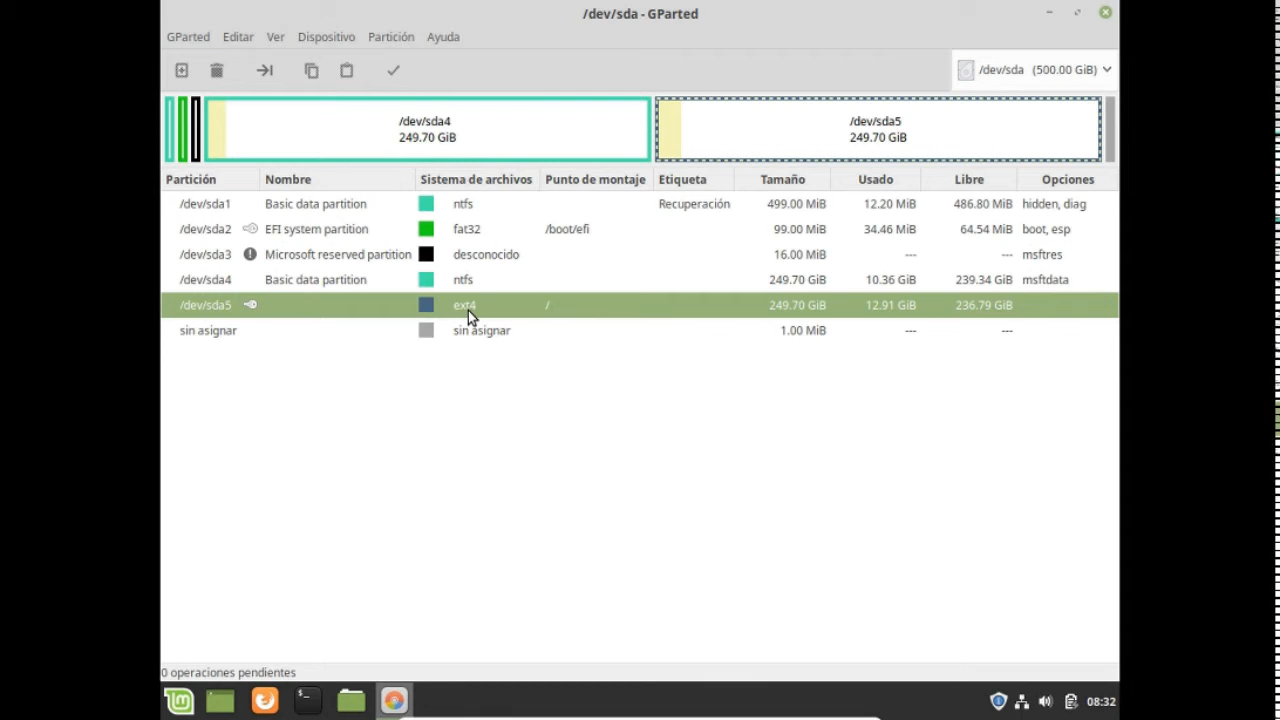 /dev/sda - GParted
GParted Editar Ver Dispositivo Partición Ayuda
/dev/sda (500.00 GiB)
/dev/sda4
249.70 GiB
/dev/sda5
249.70 GiB
Partición Nombre Sistema de archivos Punto de montaje Etiqueta Tamaño Usado Libre Opciones
/dev/sda1 Basic data partition ntfs Recuperación 499.00 MiB 12.20 MiB 486.80 MiB hidden, diag
/dev/sda2 EFI system partition fat32 /boot/efi 99.00 MiB 34.46 MiB 64.54 MiB boot, esp
/dev/sda3 Microsoft reserved partition desconocido 16.00 MiB --- --- msftres
/dev/sda4 Basic data partition ntfs 249.70 GiB 10.36 GiB 239.34 GiB msftdata
/dev/sda5 ext4 / 249.70 GiB 12.91 GiB 236.79 GiB
sin asignar sin asignar 1.00 MiB --- ---
0 operaciones pendientes
08:32